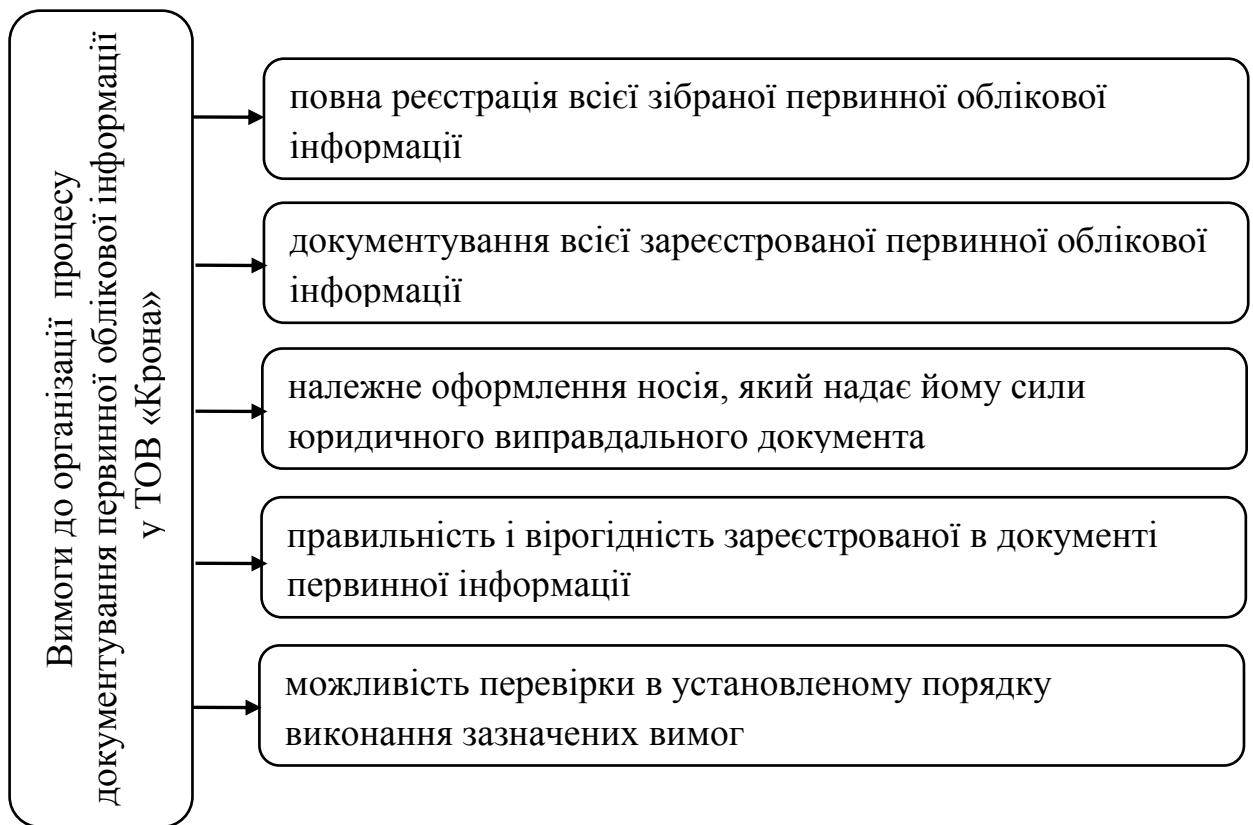 Вимоги до організації процесу
документування первинної облікової інформації
у ТОВ «Крона»
повна реєстрація всієї зібраної первинної облікової
інформації
документування всієї зареєстрованої первинної облікової
інформації
належне оформлення носія, який надає йому сили
юридичного виправдального документа
правильність і вірогідність зареєстрованої в документі
первинної інформації
можливість перевірки в установленому порядку
виконання зазначених вимог